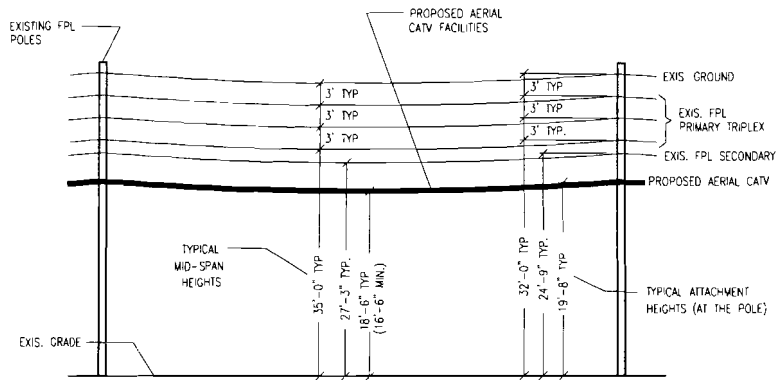 PROPOSED AERIAL
CATV FACILITIES
EXISTING FPL
POLES
EXIS GROUND
3' TYP
3' TYP
3' TYP
3' TYP
3' TYP
3' TYP.
EXIS. FPL
PRIMARY TRIPLEX
EXIS. FPL SECONDARY
PROPOSED AERIAL CATV
TYPICAL
MID-SPAN
HEIGHTS
35'-0" TYP
27'-3" TYP.
18'-6" TYP
(16'-6" MIN.)
32'-0" TYP
24'-9" TYP.
19'-8" TYP
TYPICAL ATTACHMENT
HEIGHTS (AT THE POLE)
EXIS. GRADE